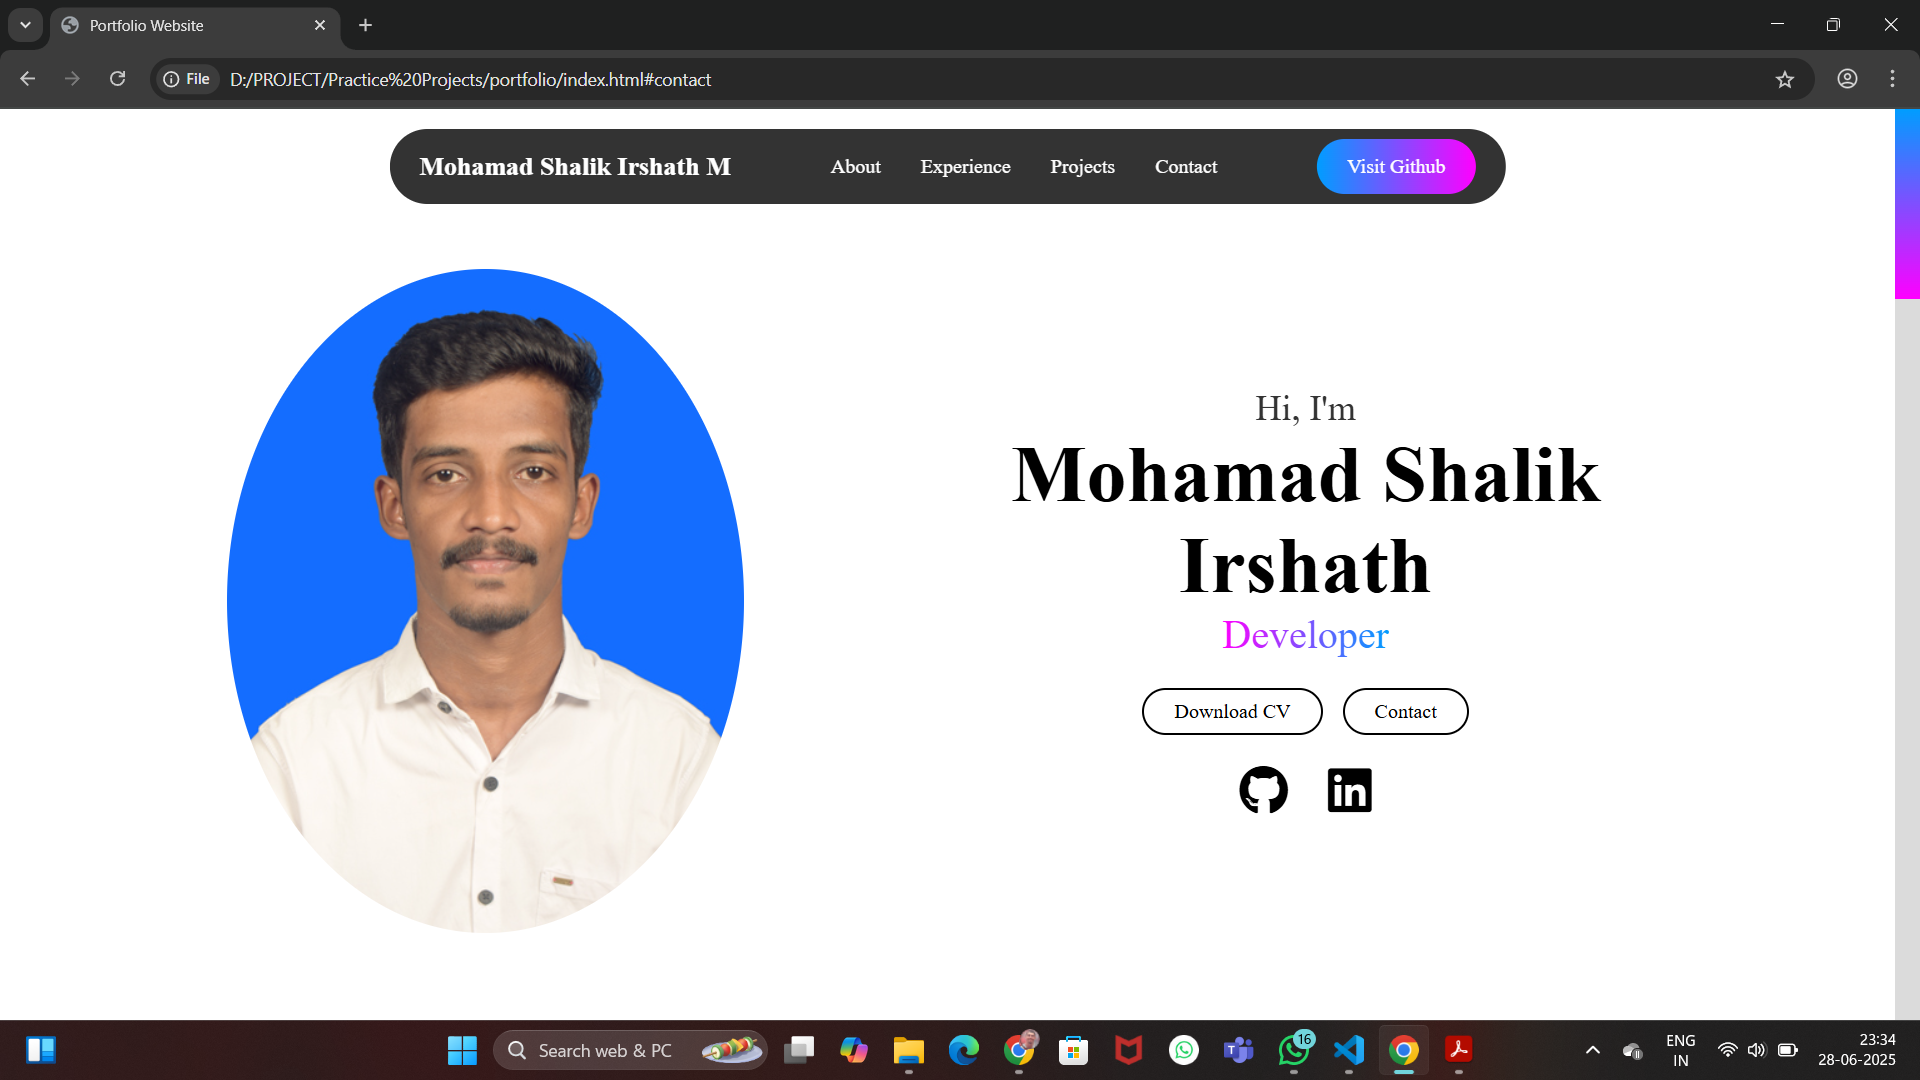 Portfolio Website
File
D:/PROJECT/Practice%20Projects/portfolio/index.html#contact
Mohamad Shalik Irshath M
About
Experience
Projects
Contact
Visit Github
Hi, I'm
Mohamad Shalik
Irshath
Developer
Download CV
Contact
in
Search web & PC
16
ENG
IN
23:34
28-06-2025